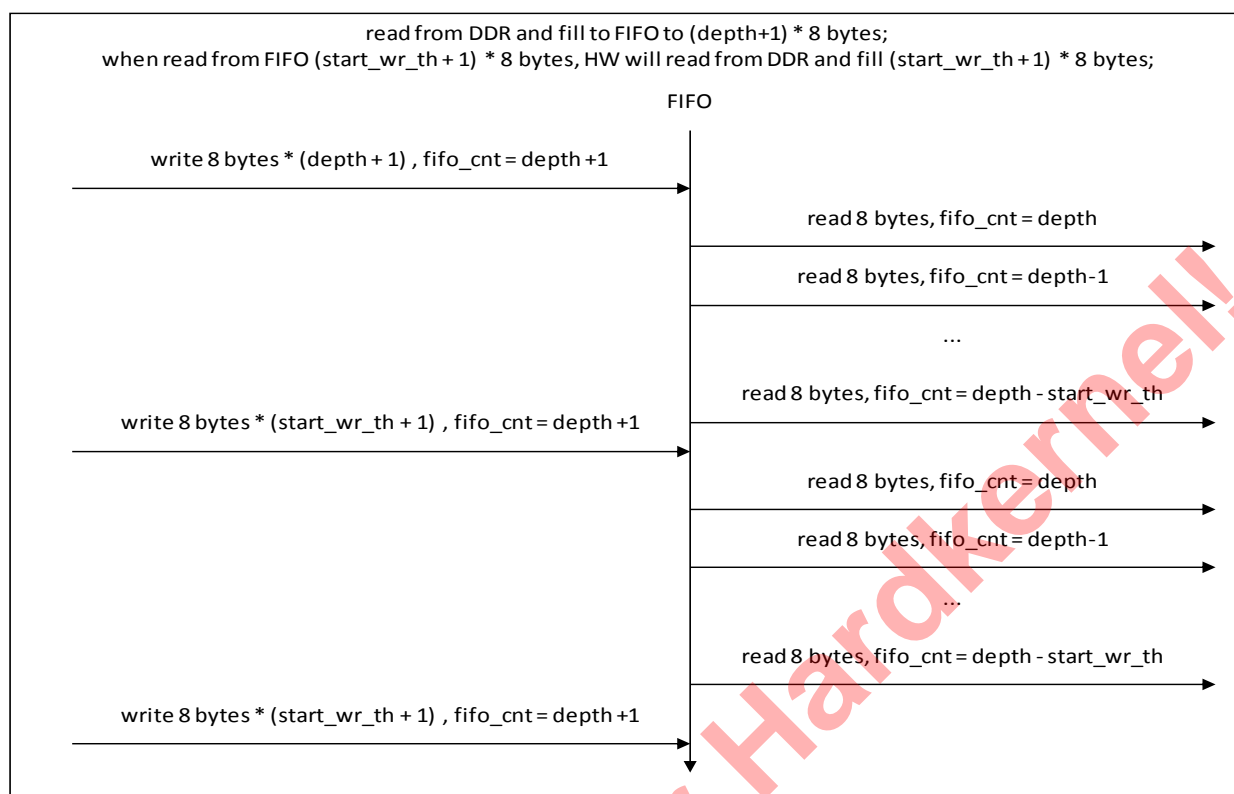 read from DDR and fill to FIFO to (depth+1) * 8 bytes;
when read from FIFO (start_wr_th + 1) * 8 bytes, HW will read from DDR and fill (start_wr_th + 1) * 8 bytes;
FIFO
write 8 bytes * (depth + 1) , fifo_cnt = depth +1
read 8 bytes, fifo_cnt = depth
read 8 bytes, fifo_cnt = depth-1
...
read 8 bytes, fifo_cnt = depth - start_wr_th
write 8 bytes * (start_wr_th + 1) , fifo_cnt = depth +1
read 8 bytes, fifo_cnt = depth
read 8 bytes, fifo_cnt = depth-1
...
read 8 bytes, fifo_cnt = depth - start_wr_th
write 8 bytes * (start_wr_th + 1) , fifo_cnt = depth +1
Hardkernel!